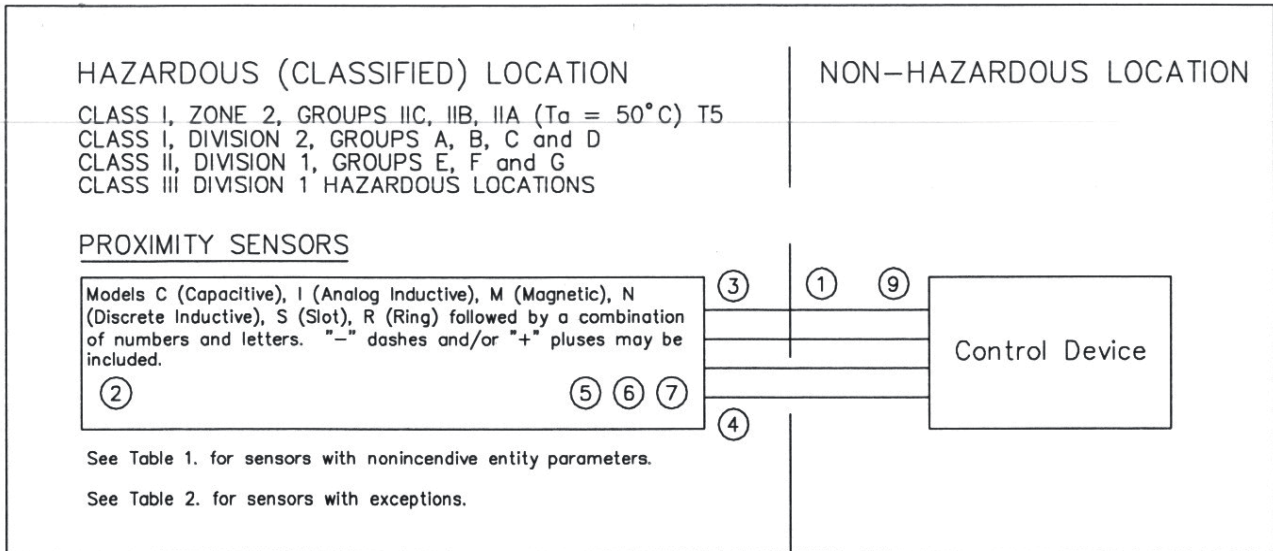 HAZARDOUS (CLASSIFIED) LOCATION
CLASS I, ZONE 2, GROUPS IIC, IIB, IIA (Ta = 50°C) T5
CLASS I, DIVISION 2, GROUPS A, B, C and D
CLASS II, DIVISION 1, GROUPS E, F and G
CLASS III DIVISION 1 HAZARDOUS LOCATIONS
NON-HAZARDOUS LOCATION
PROXIMITY SENSORS
Models C (Capacitive), I (Analog Inductive), M (Magnetic), N
(Discrete Inductive), S (Slot), R (Ring) followed by a combination
of numbers and letters. "-" dashes and/or "+" pluses may be
included.
2
5 6 7
3
4
1 9
Control Device
See Table 1. for sensors with nonincendive entity parameters.
See Table 2. for sensors with exceptions.